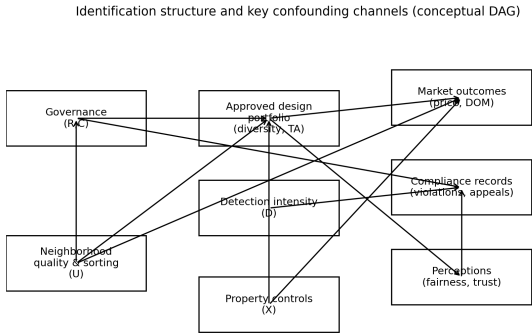 Identification structure and key confounding channels (conceptual DAG)
Governance
(R, C)
Neighborhood
quality & sorting
(U)
Approved design
portfolio
(diversity, TA)
Detection intensity
(D)
Property controls
(X)
Market outcomes
(price, DOM)
Compliance records
(violations, appeals)
Perceptions
(fairness, trust)